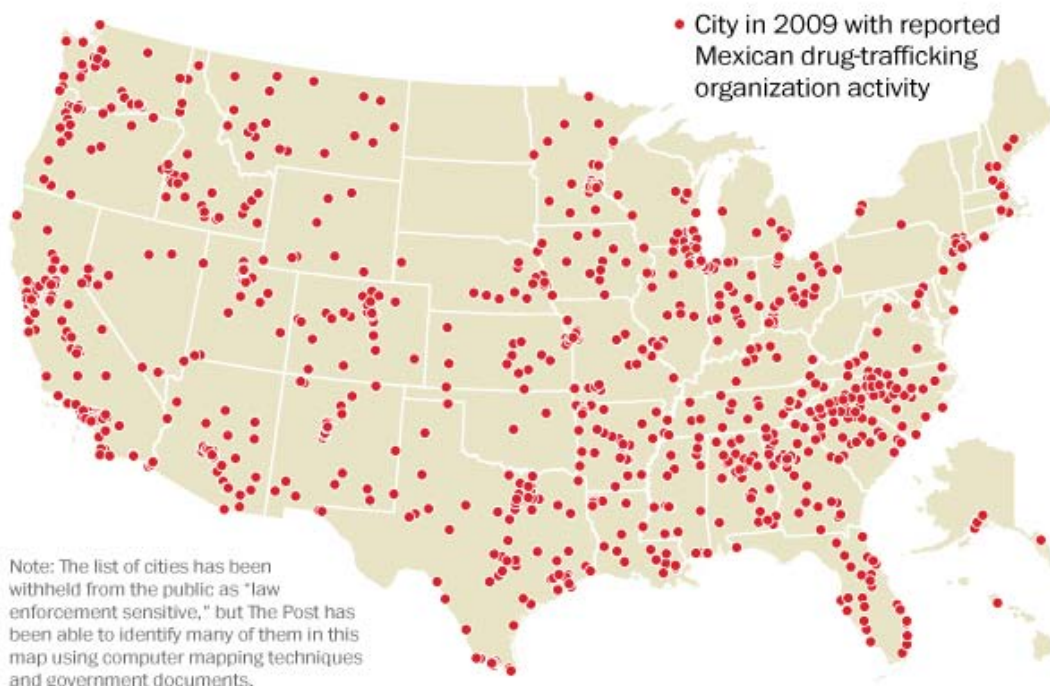 City in 2009 with reported
Mexican drug-trafficking
organization activity
Note: The list of cities has been
withheld from the public as "law
enforcement sensitive," but The Post has
been able to identify many of them in this
map using computer mapping techniques
and government documents.